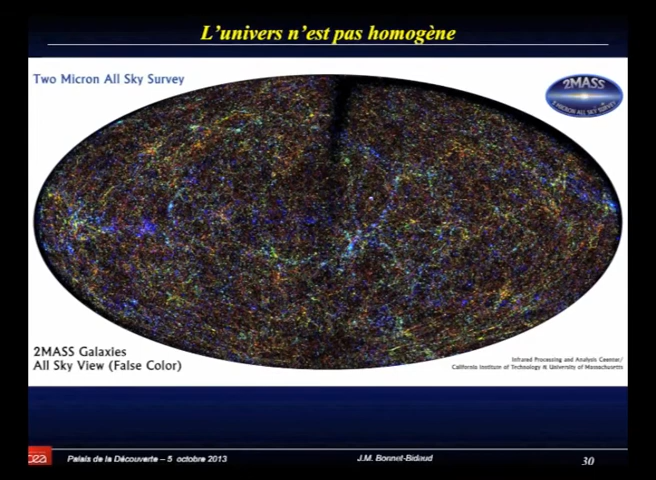 L'univers n'est pas homogène
Two Micron All Sky Survey
2MASS
2MASS Galaxies
All Sky View (False Color)
Infrared Processing and Analysis Ceenter/
California Institute of Technology & University of Massachusetts
cea
Palais de la Découverte – 5 octobre 2013
J.M. Bonnet-Bidaud
30